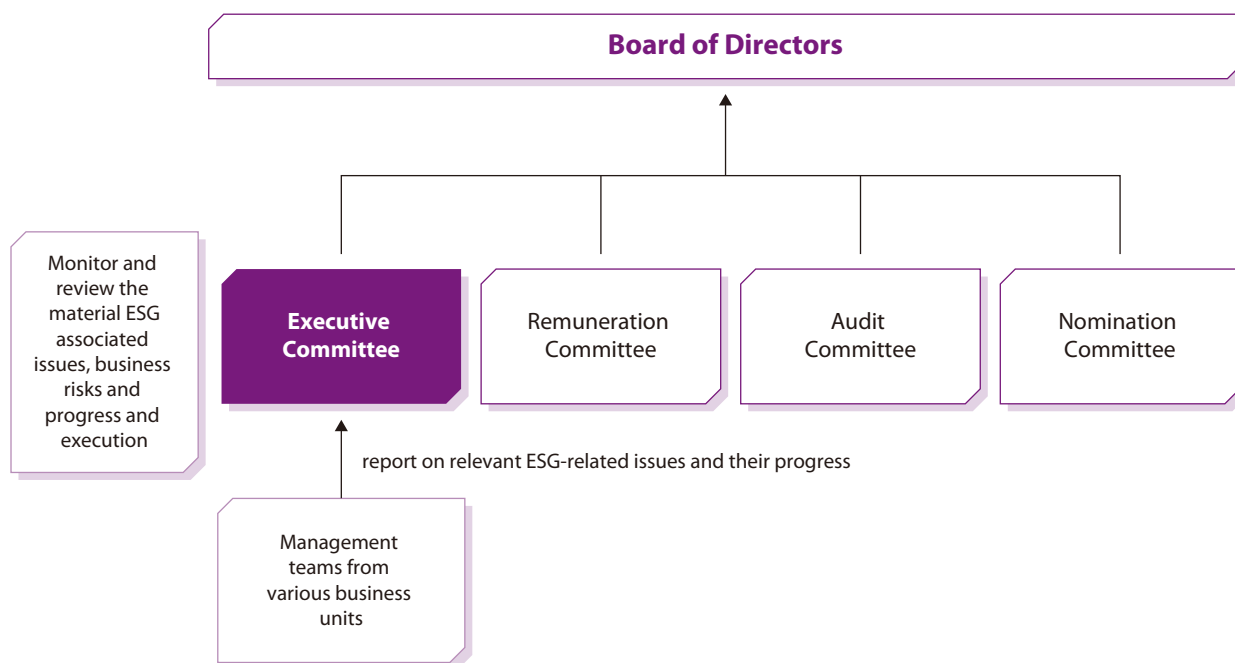 Board of Directors
Monitor and
review the
material ESG
associated
issues, business
risks and
progress and
execution
Executive
Committee
Remuneration
Committee
Audit
Committee
Nomination
Committee
report on relevant ESG-related issues and their progress
Management
teams from
various business
units